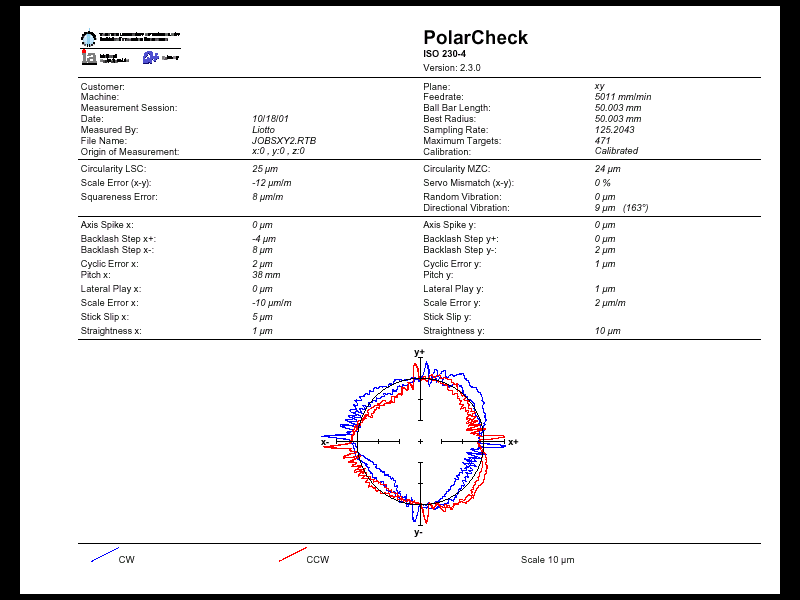 PolarCheck
ISO 230-4
Version: 2.3.0
Customer: Plane: xy
Machine: Feedrate: 5011 mm/min
Measurement Session: Ball Bar Length: 50.003 mm
Date: 10/18/01 Best Radius: 50.003 mm
Measured By: Liotto Sampling Rate: 125.2043
File Name: JOBSXY2.RTB Maximum Targets: 471
Origin of Measurement: x:0 , y:0 , z:0 Calibration: Calibrated
Circularity LSC: 25 µm Circularity MZC: 24 µm
Scale Error (x-y): -12 µm/m Servo Mismatch (x-y): 0 %
Squareness Error: 8 µm/m Random Vibration: 0 µm
Directional Vibration: 9 µm (163°)
Axis Spike x: 0 µm Axis Spike y: 0 µm
Backlash Step x+: -4 µm Backlash Step y+: 0 µm
Backlash Step x-: 8 µm Backlash Step y-: 2 µm
Cyclic Error x: 2 µm Cyclic Error y: 1 µm
Pitch x: 38 mm Pitch y:
Lateral Play x: 0 µm Lateral Play y: 1 µm
Scale Error x: -10 µm/m Scale Error y: 2 µm/m
Stick Slip x: 5 µm Stick Slip y:
Straightness x: 1 µm Straightness y: 10 µm
y+
x- x+
y-
CW CCW Scale 10 µm